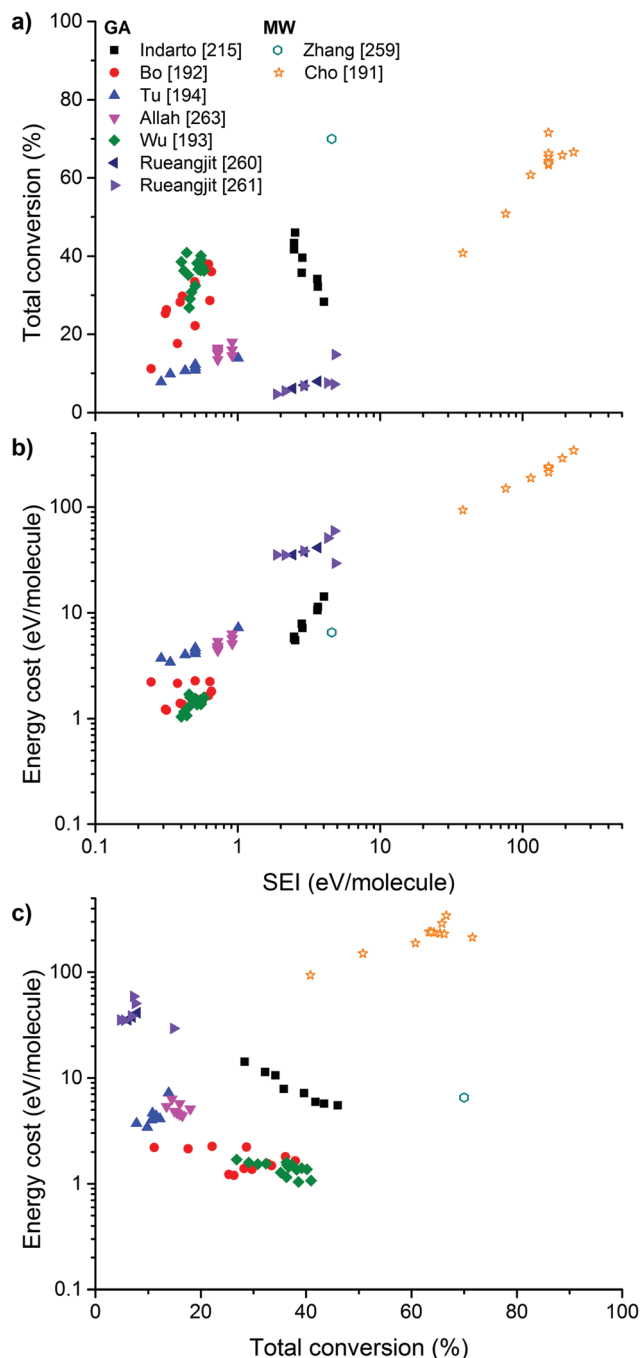 a)
GA
MW
Indarto [215]
Zhang [259]
Bo [192]
Cho [191]
Tu [194]
Allah [263]
Wu [193]
Rueangjit [260]
Rueangjit [261]
100
80
60
40
20
0
Total conversion (%)
b)
100
10
1
0.1
Energy cost (eV/molecule)
0.1
1
10
100
SEI (eV/molecule)
c)
100
10
1
0.1
Energy cost (eV/molecule)
0
20
40
60
80
100
Total conversion (%)